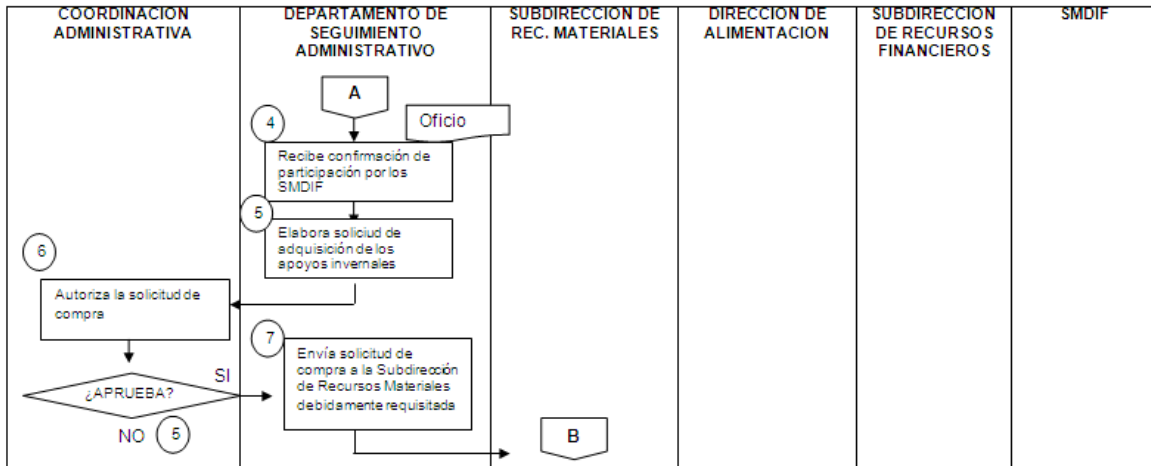 COORDINACION
ADMINISTRATIVA
DEPARTAMENTO DE
SEGUIMIENTO
ADMINISTRATIVO
SUBDIRECCION DE
REC. MATERIALES
DIRECCION DE
ALIMENTACION
SUBDIRECCION
DE RECURSOS
FINANCIEROS
SMDIF
A
Oficio
4
Recibe confirmación de
participación por los
SMDIF
5
Elabora soliciud de
adquisición de los
apoyos invernales
6
Autoriza la solicitud de
compra
¿APRUEBA?
SI
NO
5
7
Envía solicitud de
compra a la Subdirección
de Recursos Materiales
debidamente requisitada
B